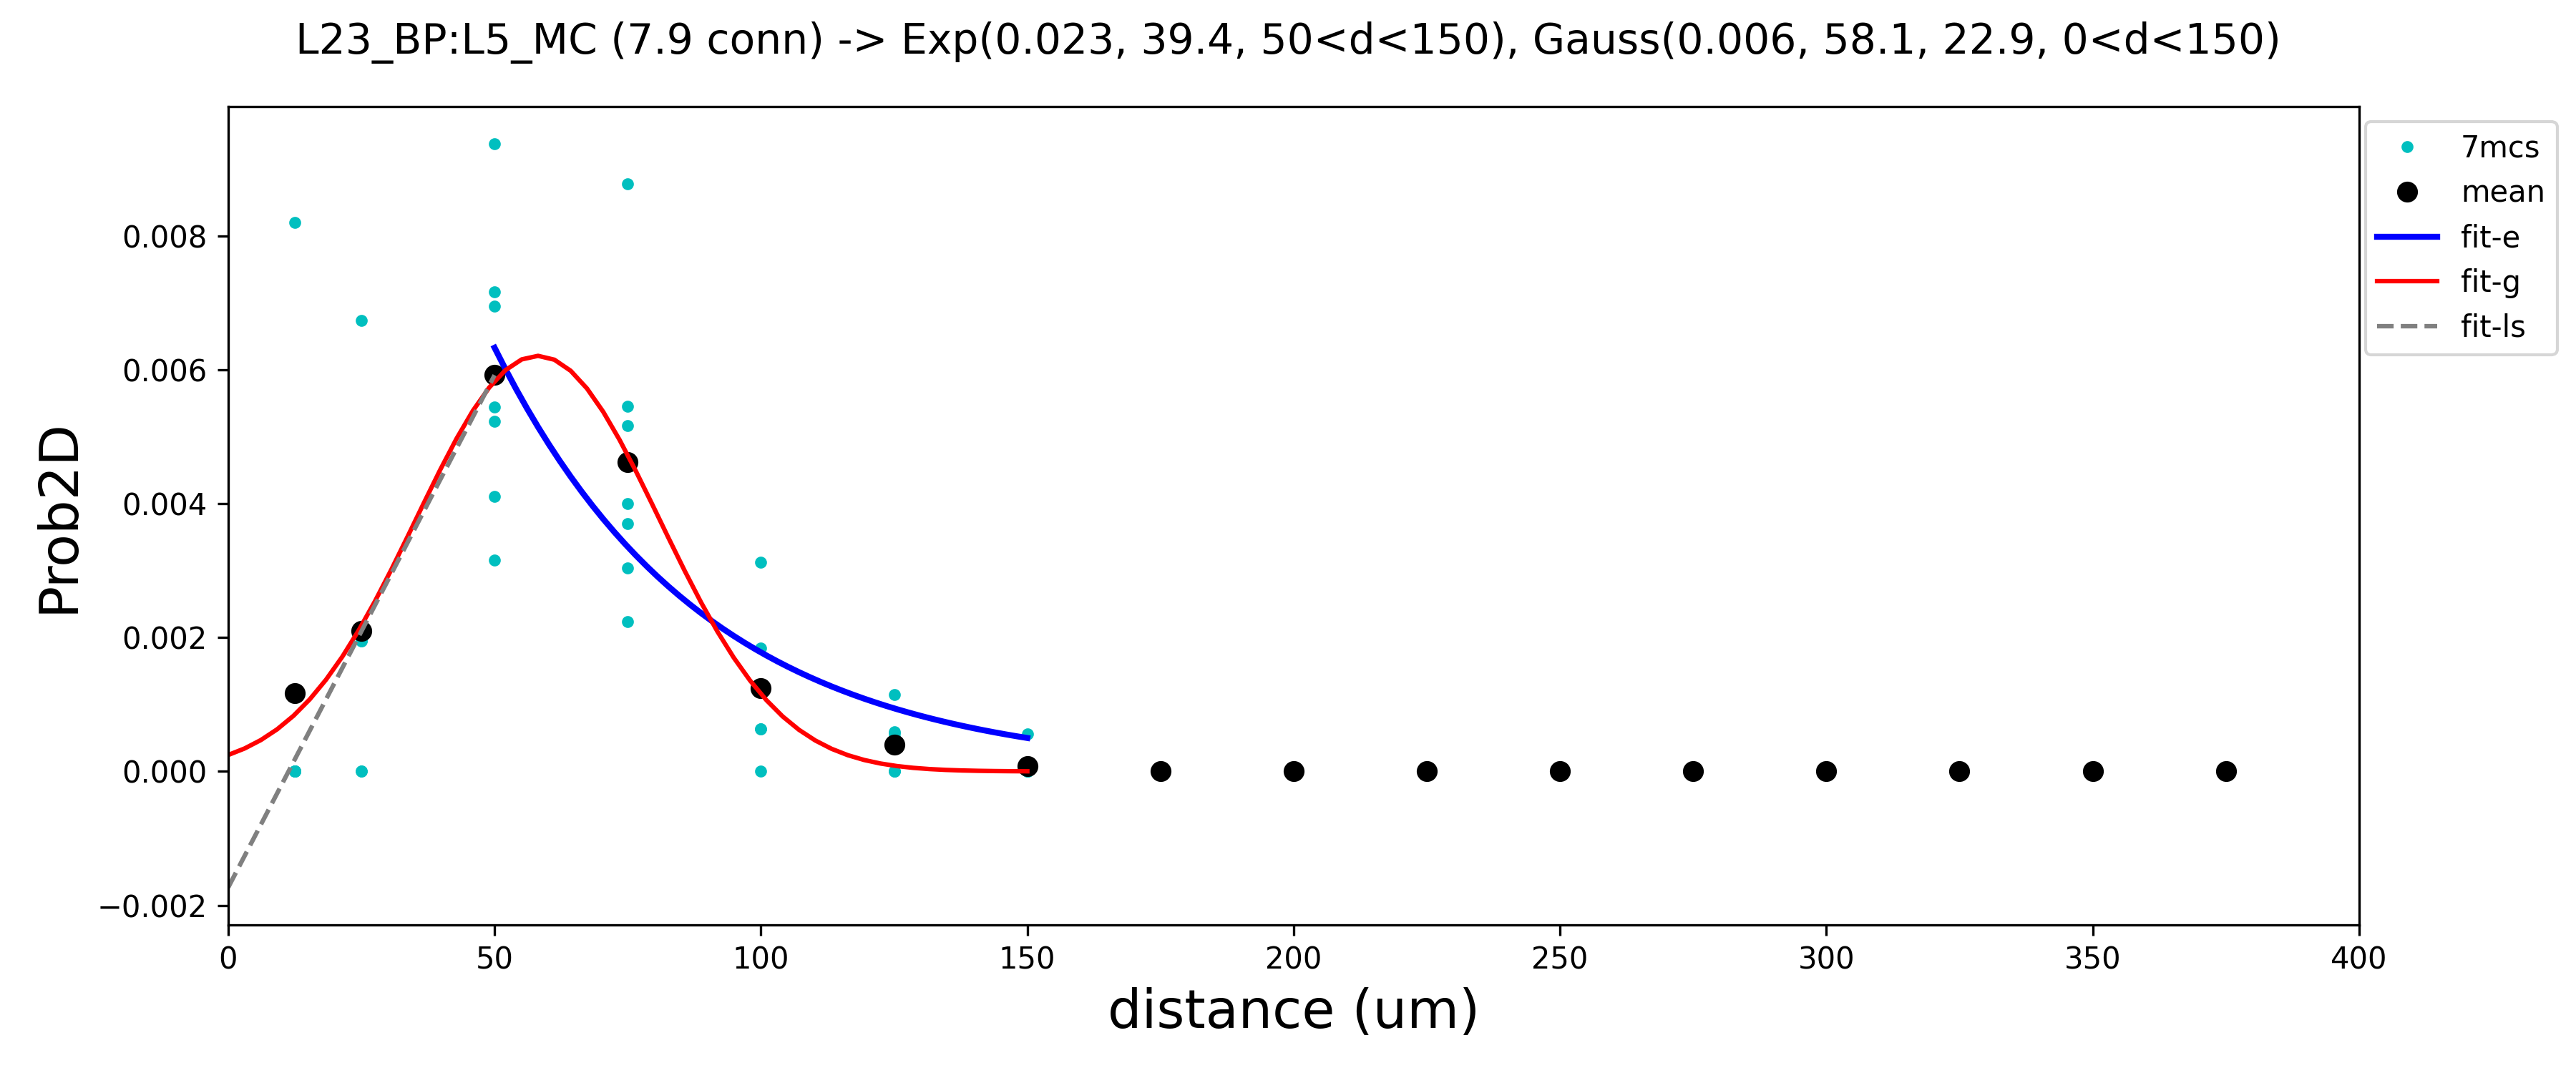 L23_BP:L5_MC (7.9 conn) -> Exp(0.023, 39.4, 50<d<150), Gauss(0.006, 58.1, 22.9, 0<d<150)
7mcs
mean
fit-e
fit-g
fit-ls
Prob2D
0.008
0.006
0.004
0.002
0.000
−0.002
0 50 100 150 200 250 300 350 400
distance (um)